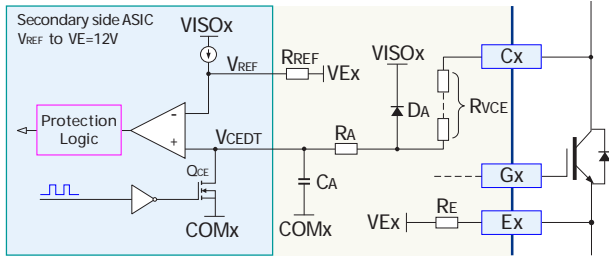 Secondary side ASIC
VREF to VE=12V
VISOx
VREF
RREF
VEx
VISOx
Cx
DA
RVCE
Protection
Logic
-
+
VCEDT
RA
QCE
CA
Gx
COMx
COMx
VEx
RE
Ex